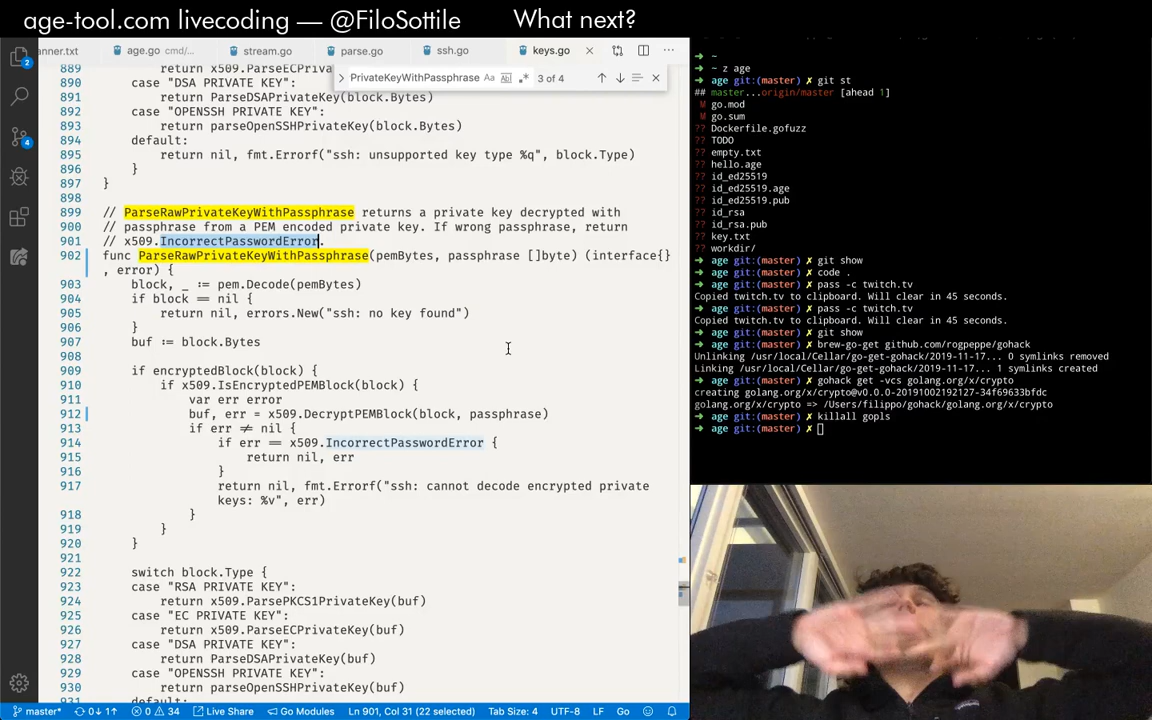 age-tool.com livecoding — @FiloSottile What next?
anner.txt age.go cmd/... stream.go parse.go ssh.go keys.go
PrivateKeyWithPassphrase 3 of 4
889 return x509.ParseECPriva
890 case "DSA PRIVATE KEY":
891 return ParseDSAPrivateKey(block.Bytes)
892 case "OPENSSH PRIVATE KEY":
893 return parseOpenSSHPrivateKey(block.Bytes)
894 default:
895 return nil, fmt.Errorf("ssh: unsupported key type %q", block.Type)
896 }
897 }
898
899 // ParseRawPrivateKeyWithPassphrase returns a private key decrypted with
900 // passphrase from a PEM encoded private key. If wrong passphrase, return
901 // x509.IncorrectPasswordError.
902 func ParseRawPrivateKeyWithPassphrase(pemBytes, passphrase []byte) (interface{}
, error) {
903 block, _ := pem.Decode(pemBytes)
904 if block == nil {
905 return nil, errors.New("ssh: no key found")
906 }
907 buf := block.Bytes
908
909 if encryptedBlock(block) {
910 if x509.IsEncryptedPEMBlock(block) {
911 var err error
912 buf, err = x509.DecryptPEMBlock(block, passphrase)
913 if err ≠ nil {
914 if err == x509.IncorrectPasswordError {
915 return nil, err
916 }
917 return nil, fmt.Errorf("ssh: cannot decode encrypted private
keys: %v", err)
918 }
919 }
920 }
921
922 switch block.Type {
923 case "RSA PRIVATE KEY":
924 return x509.ParsePKCS1PrivateKey(buf)
925 case "EC PRIVATE KEY":
926 return x509.ParseECPrivateKey(buf)
927 case "DSA PRIVATE KEY":
928 return ParseDSAPrivateKey(buf)
929 case "OPENSSH PRIVATE KEY":
930 return parseOpenSSHPrivateKey(buf)
931 default:
master* 0↓ 1↑ 0 34 Live Share Go Modules Ln 901, Col 31 (22 selected) Tab Size: 4 UTF-8 LF Go
➜ ~
➜ ~ z age
➜ age git:(master) ✗ git st
## master...origin/master [ahead 1]
M go.mod
M go.sum
?? Dockerfile.gofuzz
?? TODO
?? empty.txt
?? hello.age
?? id_ed25519
?? id_ed25519.age
?? id_ed25519.pub
?? id_rsa
?? id_rsa.pub
?? key.txt
?? workdir/
➜ age git:(master) ✗ git show
➜ age git:(master) ✗ code .
➜ age git:(master) ✗ pass -c twitch.tv
Copied twitch.tv to clipboard. Will clear in 45 seconds.
➜ age git:(master) ✗ pass -c twitch.tv
Copied twitch.tv to clipboard. Will clear in 45 seconds.
➜ age git:(master) ✗ git show
➜ age git:(master) ✗ brew-go-get github.com/rogpeppe/gohack
Unlinking /usr/local/Cellar/go-get-gohack/2019-11-17... 0 symlinks removed
Linking /usr/local/Cellar/go-get-gohack/2019-11-17... 1 symlinks created
➜ age git:(master) ✗ gohack get -vcs golang.org/x/crypto
creating golang.org/x/crypto@v0.0.0-20191002192127-34f69633bfdc
golang.org/x/crypto => /Users/filippo/gohack/golang.org/x/crypto
➜ age git:(master) ✗ killall gopls
➜ age git:(master) ✗